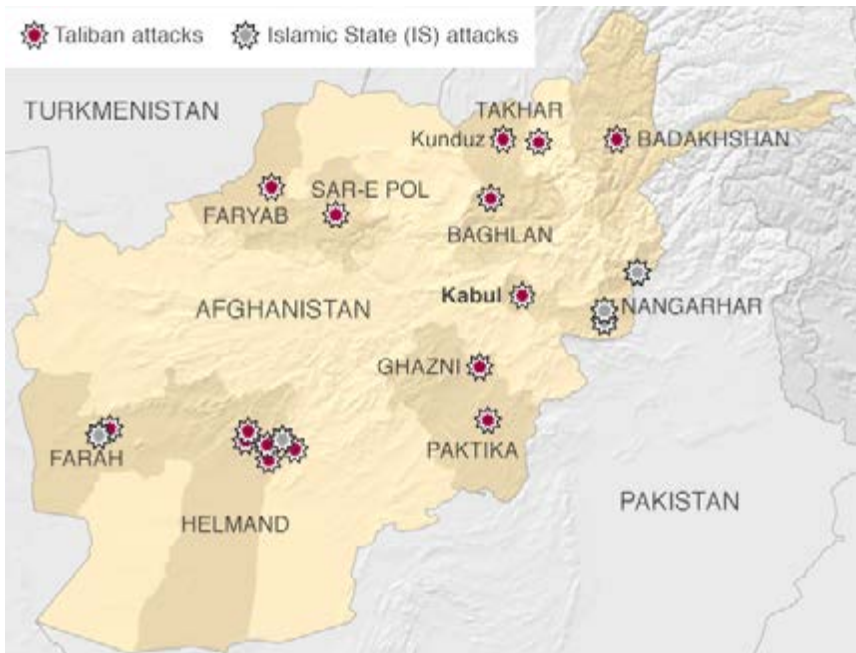 Taliban attacks
Islamic State (IS) attacks
TURKMENISTAN
TAKHAR
Kunduz
BADAKHSHAN
SAR-E POL
FARYAB
BAGHLAN
Kabul
NANGARHAR
AFGHANISTAN
GHAZNI
FARAH
PAKTIKA
PAKISTAN
HELMAND